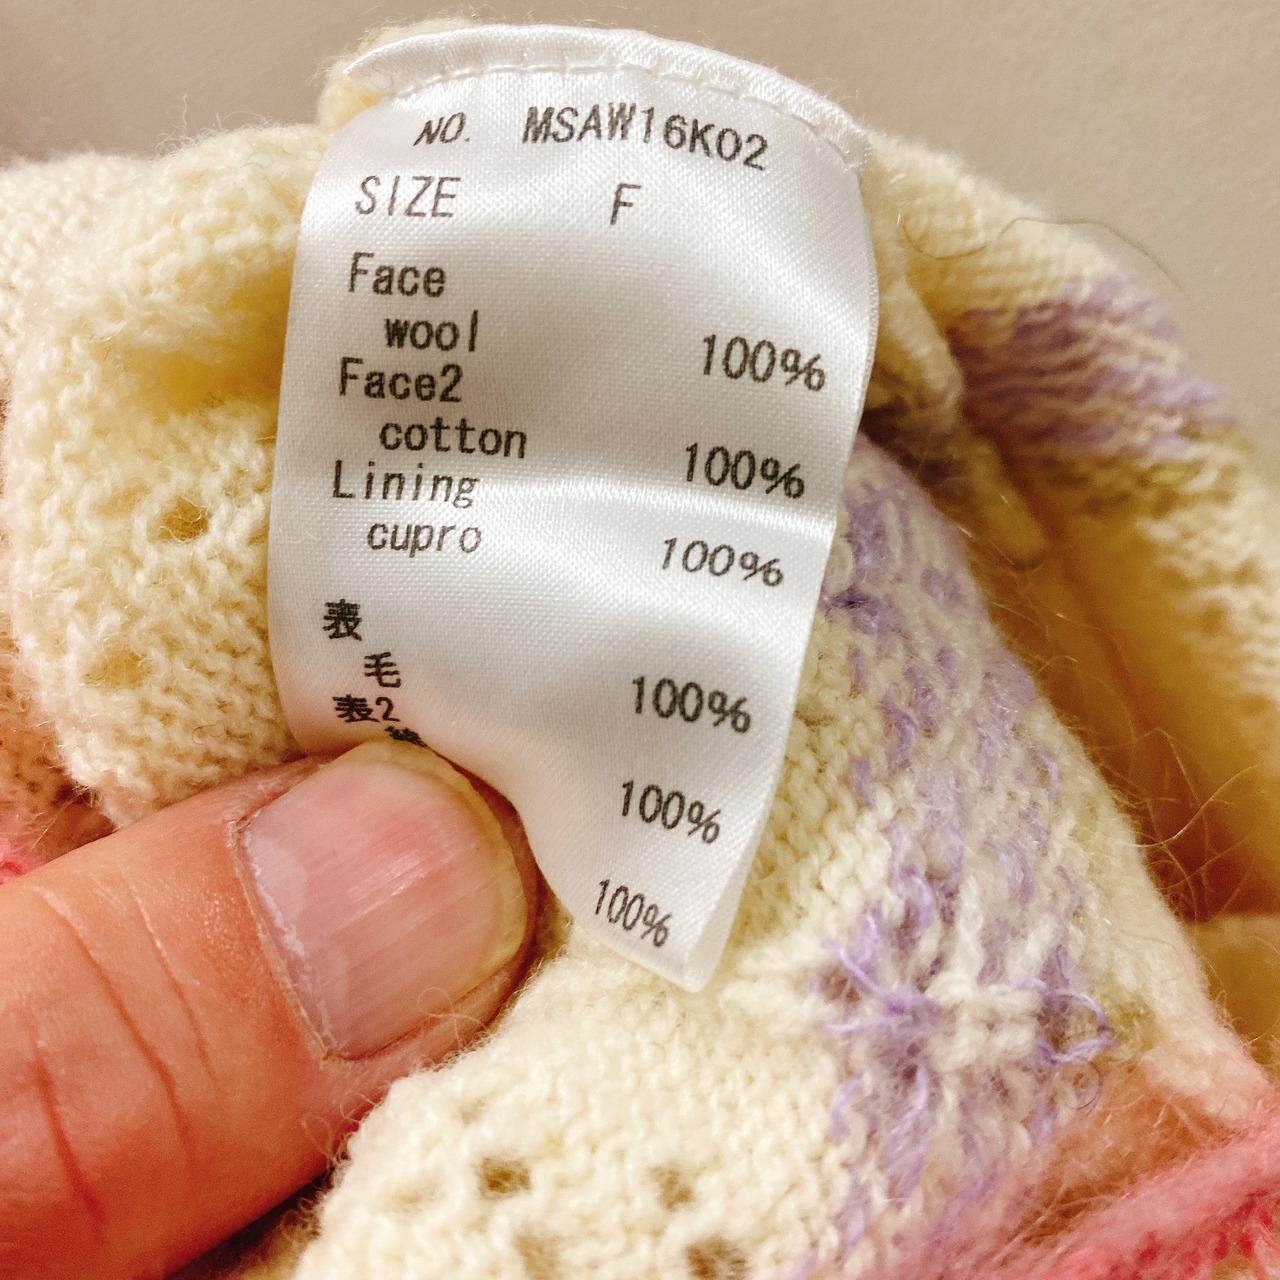 NO. MSAW16K02
SIZE F
Face
wool 100%
Face2
cotton 100%
Lining
cupro 100%
表
毛 100%
表2
100%
100%